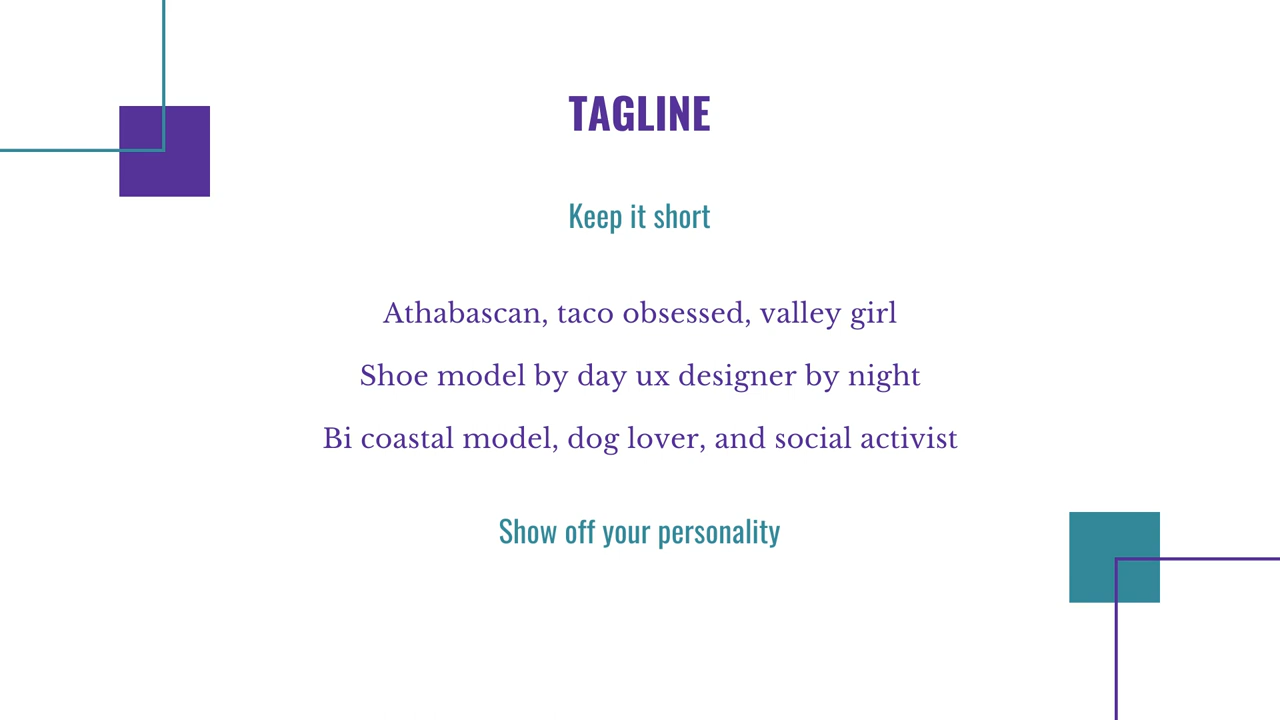 TAGLINE
Keep it short
Athabascan, taco obsessed, valley girl
Shoe model by day ux designer by night
Bi coastal model, dog lover, and social activist
Show off your personality